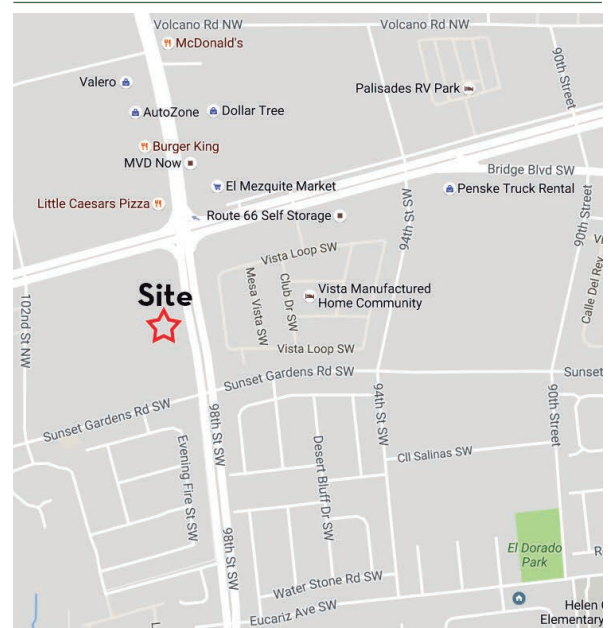 Volcano Rd NW
Volcano Rd NW
McDonald's
90th Street
Valero
Palisades RV Park
AutoZone
Dollar Tree
Burger King
MVD Now
Bridge Blvd SW
El Mezquite Market
Penske Truck Rental
Little Caesars Pizza
Route 66 Self Storage
94th St SW
90th Street
Vista Loop SW
Mesa Vista SW
Club Dr SW
Vista Manufactured
Home Community
Calle Del Rey
Site
102nd St NW
Vista Loop SW
Sunset Gardens Rd SW
Sunset
Sunset Gardens Rd SW
98th St SW
94th St SW
90th Street
Evening Fire St SW
Desert Bluff Dr SW
Cll Salinas SW
98th St SW
El Dorado
Park
Water Stone Rd SW
Eucariz Ave SW
Helen
Elementary